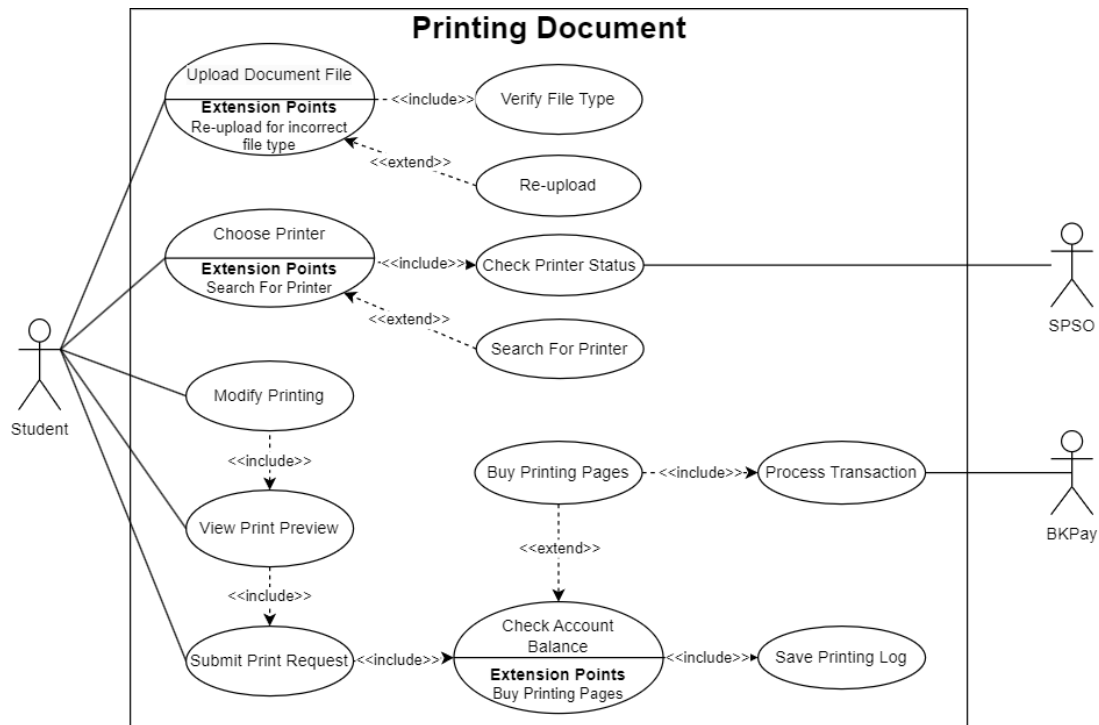 Printing Document
Upload Document File
Extension Points
Re-upload for incorrect
file type
<<include>>
Verify File Type
<<extend>>
Re-upload
Choose Printer
Extension Points
Search For Printer
<<include>>
Check Printer Status
<<extend>>
Search For Printer
SPSO
Student
Modify Printing
<<include>>
Buy Printing Pages
<<include>>
Process Transaction
BKPay
View Print Preview
<<extend>>
<<include>>
Submit Print Request
<<include>>
Check Account
Balance
Extension Points
Buy Printing Pages
<<include>>
Save Printing Log